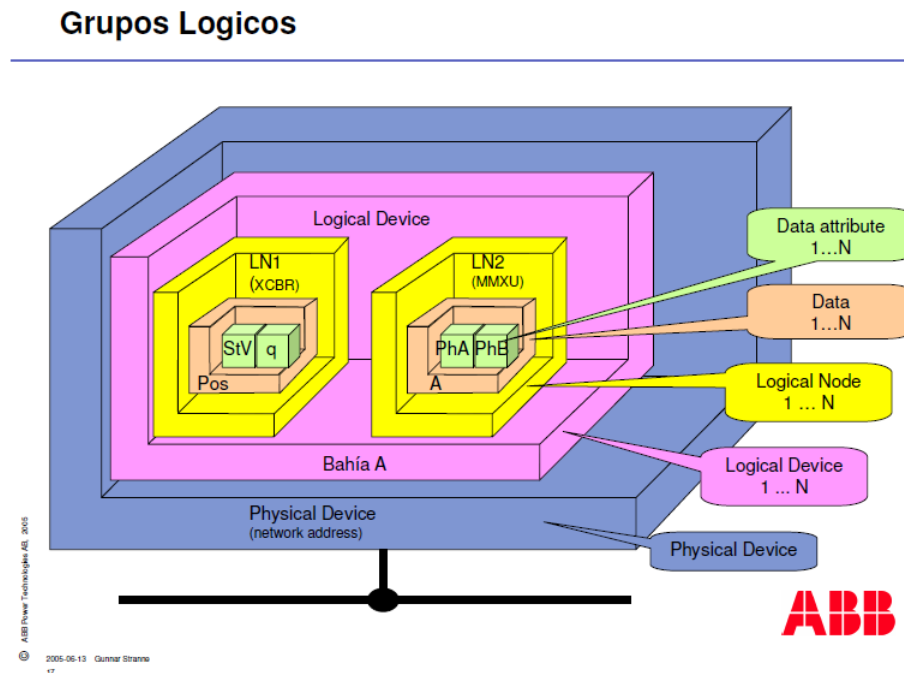 Grupos Logicos
Logical Device
LN1
(XCBR)
LN2
(MMXU)
StV
q
Pos
PhA
PhB
A
Bahía A
Physical Device
(network address)
Data attribute
1...N
Data
1...N
Logical Node
1 ... N
Logical Device
1 ... N
Physical Device
© ABB Power Technologies AB, 2005
2005-06-13 Gunnar Stranne
17
ABB